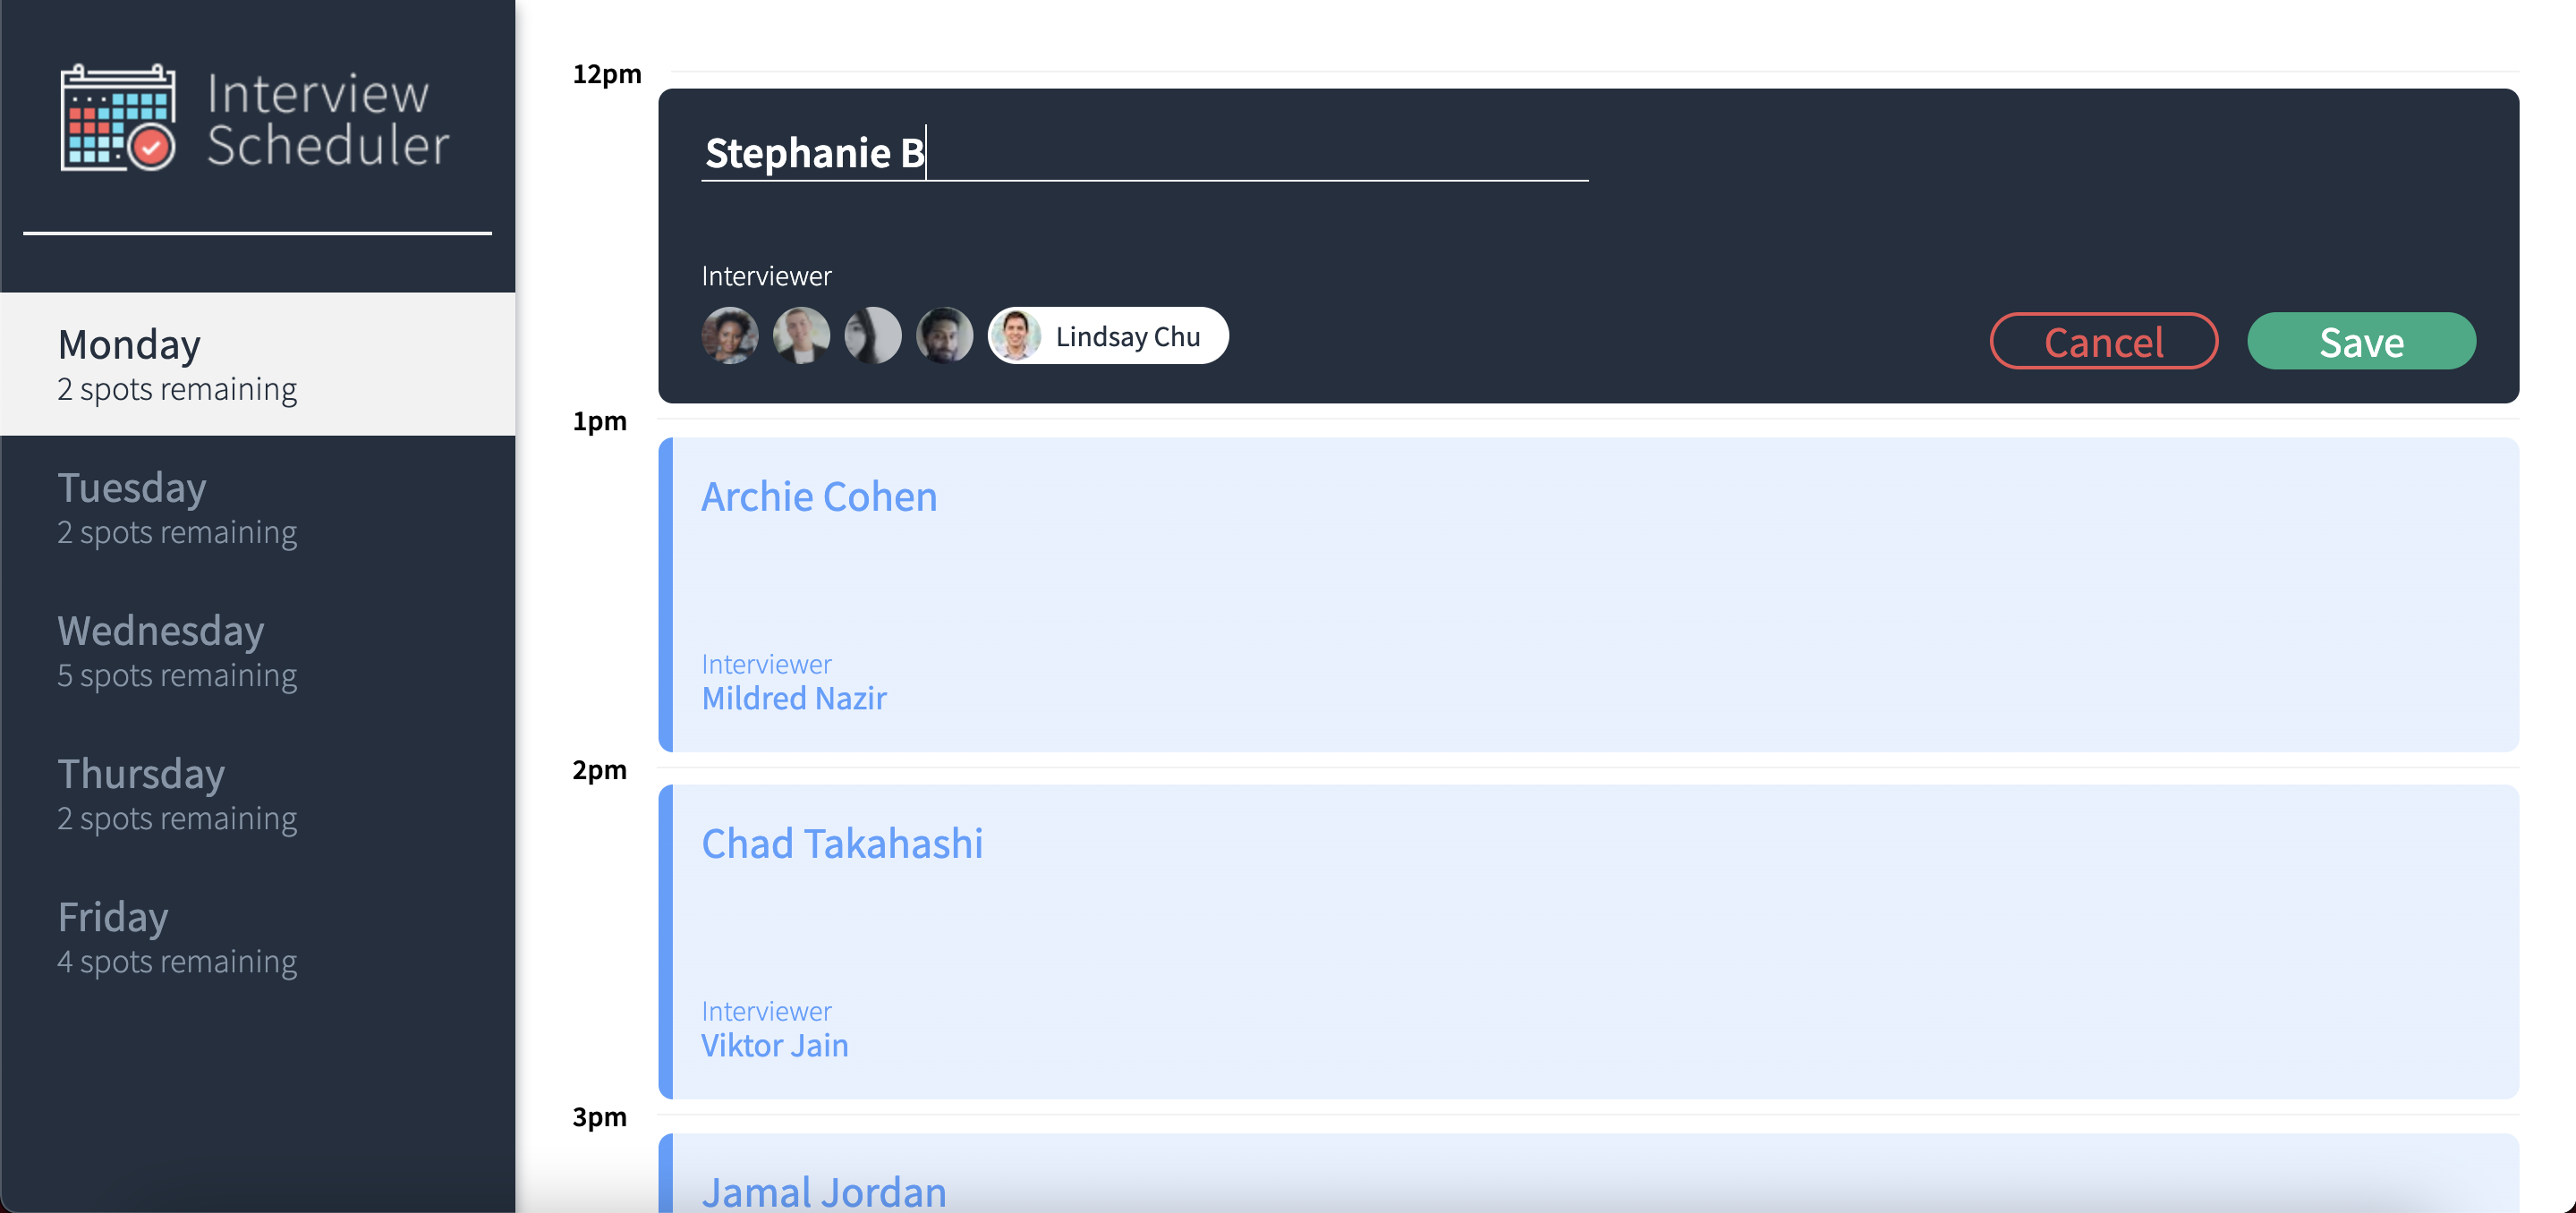 Interview
Scheduler
Monday
2 spots remaining
Tuesday
2 spots remaining
Wednesday
5 spots remaining
Thursday
2 spots remaining
Friday
4 spots remaining
12pm
Stephanie B
Interviewer
Lindsay Chu
Cancel
Save
1pm
Archie Cohen
Interviewer
Mildred Nazir
2pm
Chad Takahashi
Interviewer
Viktor Jain
3pm
Jamal Jordan